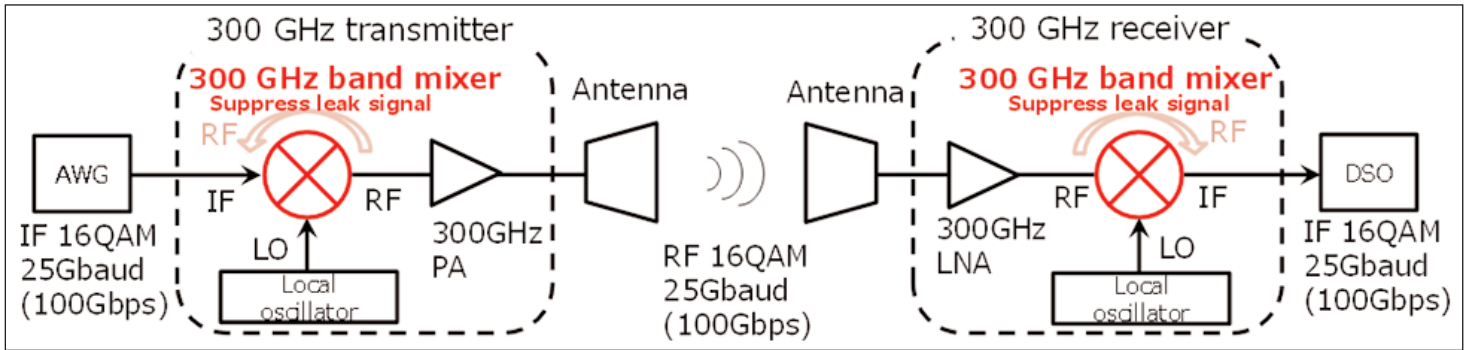 300 GHz transmitter
300 GHz band mixer
Suppress leak signal
RF
AWG
IF
RF
LO
Local
oscillator
IF 16QAM
25Gbaud
(100Gbps)
300GHz
PA
Antenna
Antenna
RF 16QAM
25Gbaud
(100Gbps)
300 GHz receiver
300 GHz band mixer
Suppress leak signal
RF
RF
IF
LO
Local
oscillator
300GHz
LNA
DSO
IF 16QAM
25Gbaud
(100Gbps)